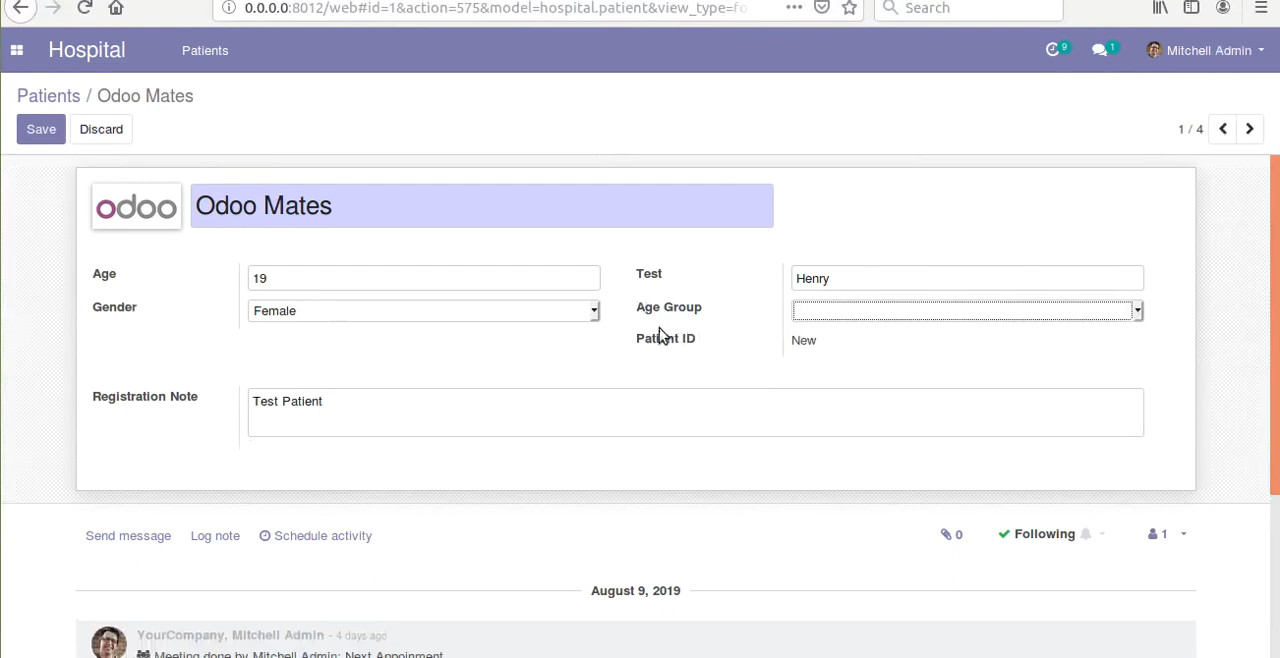 0.0.0.0:8012/web#id=1&action=575&model=hospital.patient&view_type=fo
Search
Hospital
Patients
9
1
Mitchell Admin
Patients / Odoo Mates
Save
Discard
1 / 4
odoo
Odoo Mates
Age
19
Test
Henry
Gender
Female
Age Group
Patient ID
New
Registration Note
Test Patient
Send message
Log note
Schedule activity
0
Following
1
August 9, 2019
YourCompany, Mitchell Admin - 4 days ago
Meeting done by Mitchell Admin: Next Appoinment